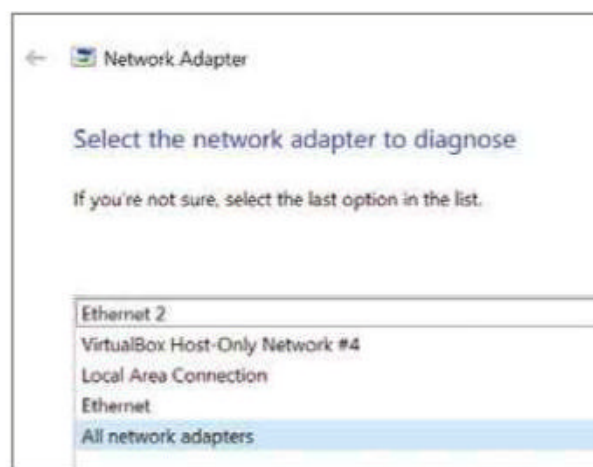 Network Adapter
Select the network adapter to diagnose
If you're not sure, select the last option in the list.
Ethernet 2
VirtualBox Host-Only Network #4
Local Area Connection
Ethernet
All network adapters